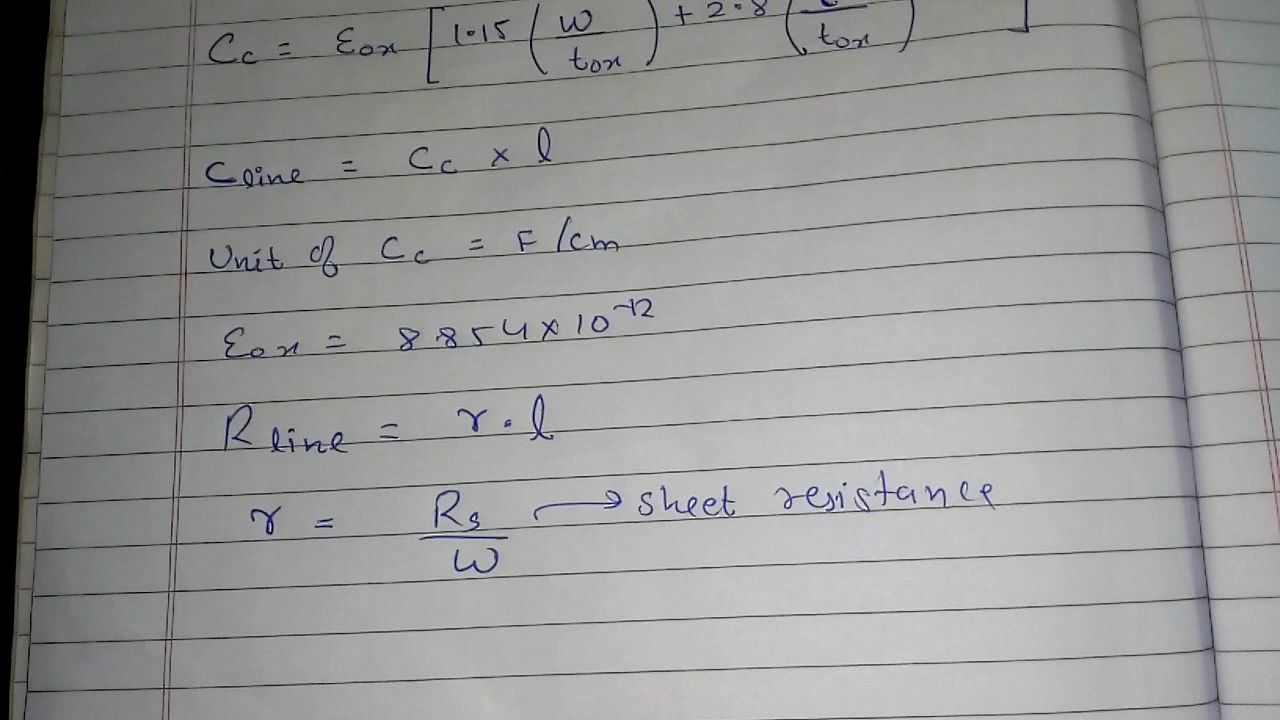 Cc = εox [1.15 (w/tox) + 2.8 (/tox) ]
Cline = Cc × l
Unit of Cc = F/cm
εox = 8.854×10⁻¹²
Rline = r.l
r = Rs/w → sheet resistance